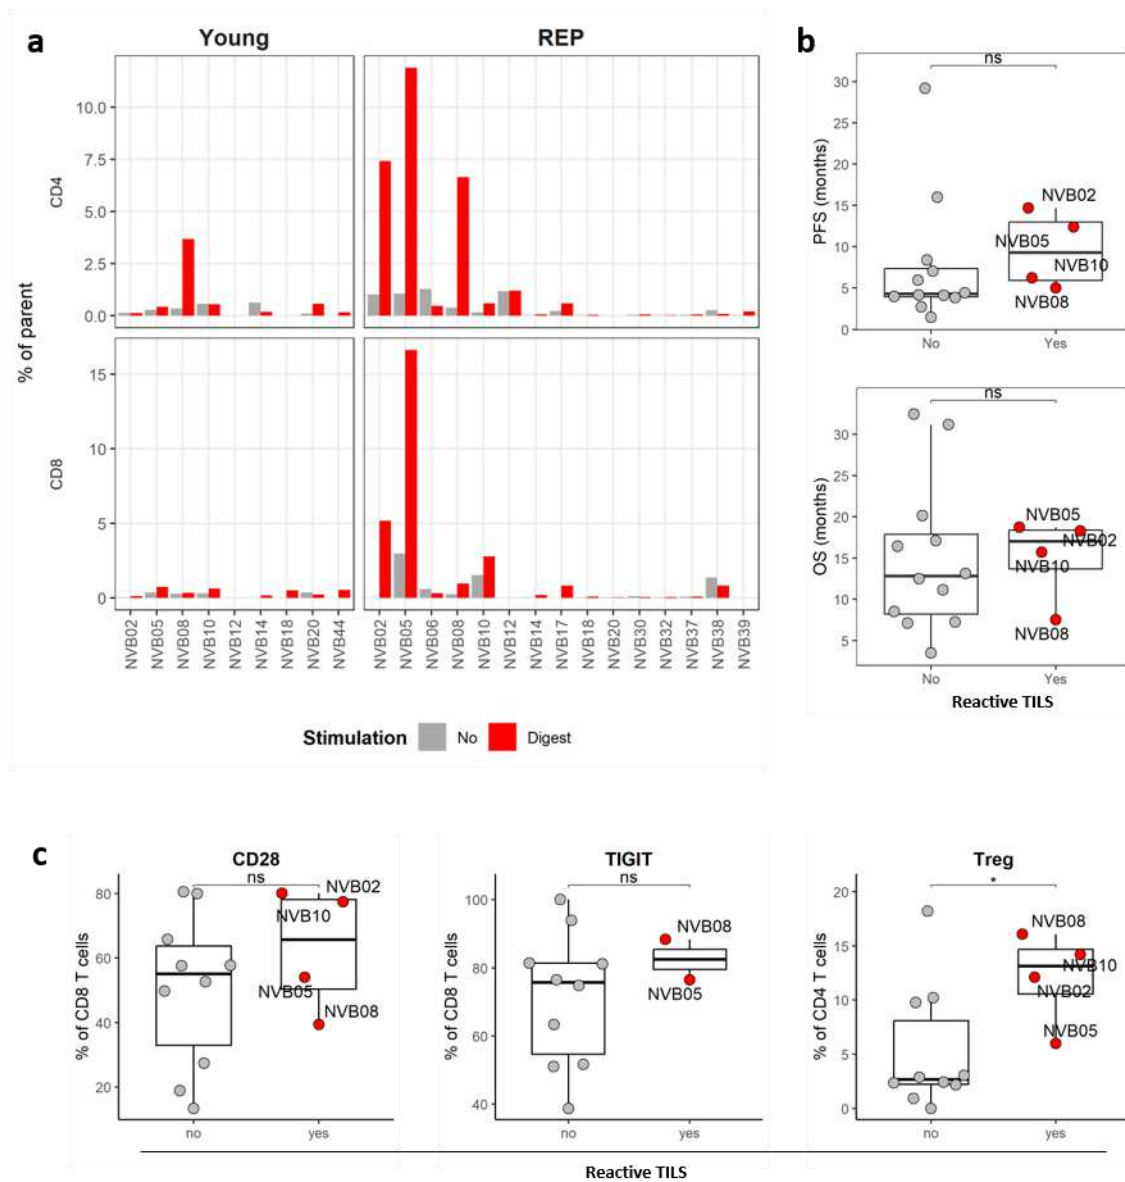 a
Young
REP
% of parent
CD4
10.0
7.5
5.0
2.5
0.0
CD8
15
10
5
0
NVB02
NVB05
NVB08
NVB10
NVB12
NVB14
NVB18
NVB20
NVB44
NVB02
NVB05
NVB06
NVB08
NVB10
NVB12
NVB14
NVB17
NVB18
NVB20
NVB30
NVB32
NVB37
NVB38
NVB39
Stimulation No Digest
b
ns
PFS (months)
30
25
20
15
10
5
0
NVB02
NVB05
NVB10
NVB08
No Yes
ns
OS (months)
30
25
20
15
10
5
NVB05
NVB02
NVB10
NVB08
No Yes
Reactive TILS
c
CD28
ns
% of CD8 T cells
80
60
40
20
NVB02
NVB10
NVB05
NVB08
no yes
TIGIT
ns
% of CD8 T cells
100
80
60
40
NVB08
NVB05
no yes
Treg
*
% of CD4 T cells
20
15
10
5
0
NVB08
NVB10
NVB02
NVB05
no yes
Reactive TILS